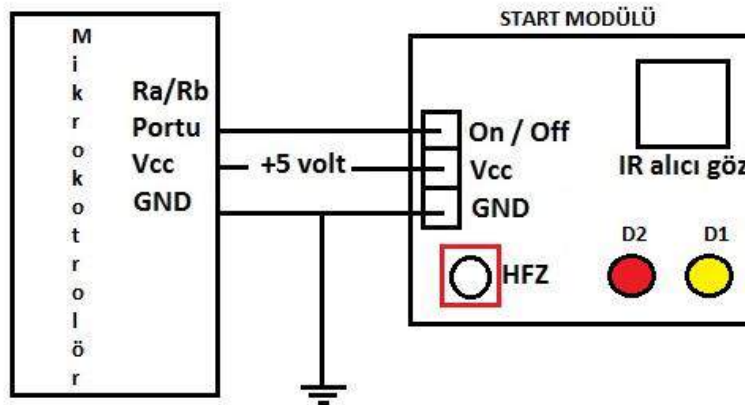 START MODÜLÜ
Mikrokotrolör
Ra/Rb
Portu
Vcc
GND
+5 volt
On / Off
Vcc
GND
IR alıcı göz
HFZ
D2
D1